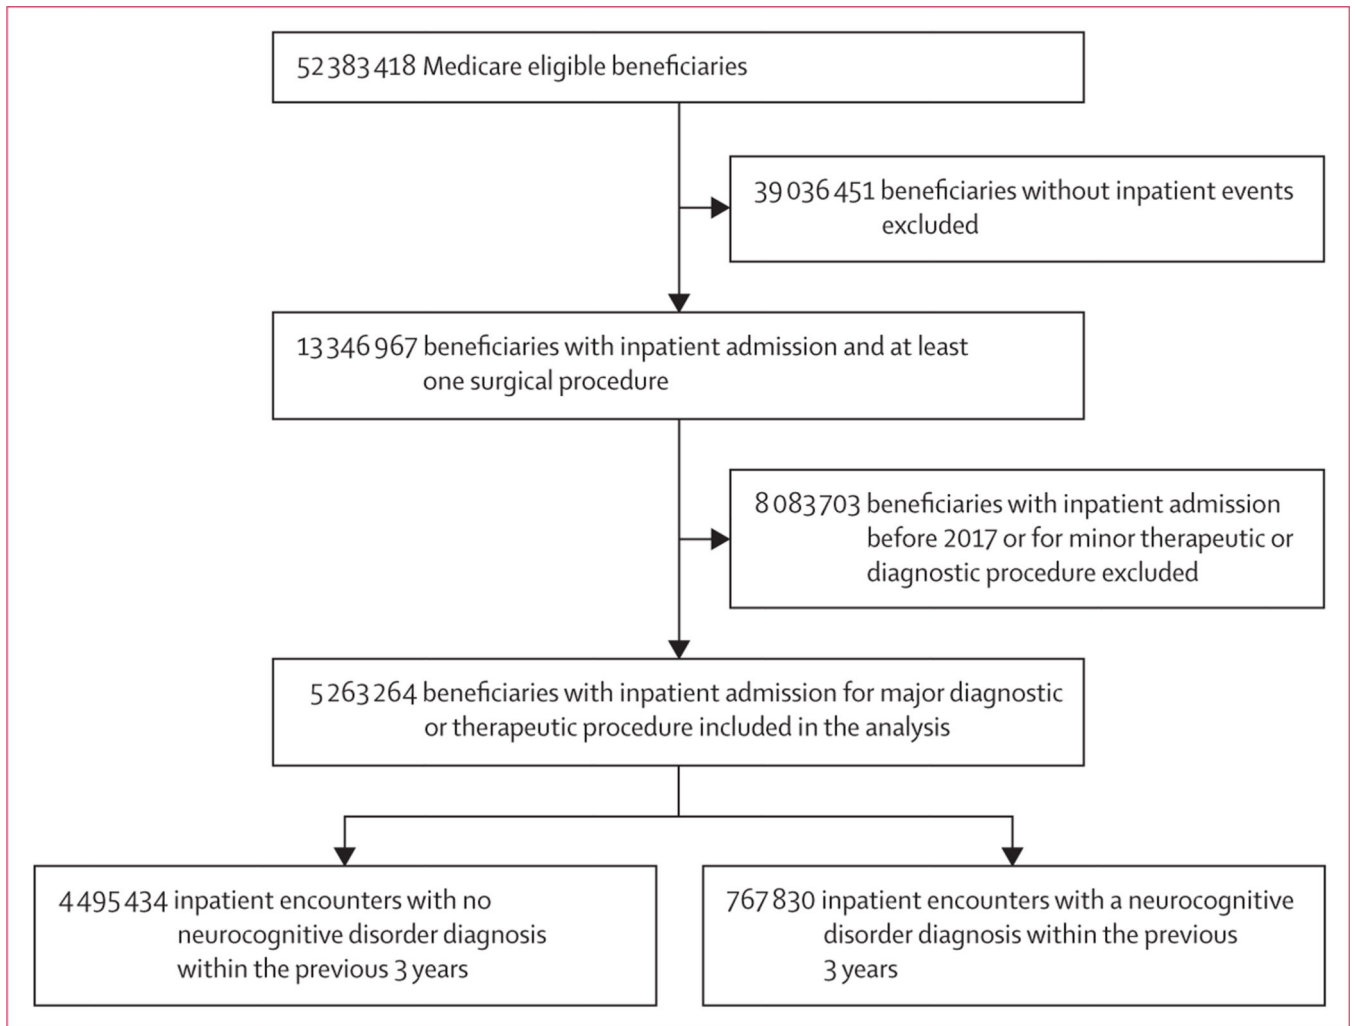 52 383 418 Medicare eligible beneficiaries
39 036 451 beneficiaries without inpatient events
excluded
13 346 967 beneficiaries with inpatient admission and at least
one surgical procedure
8 083 703 beneficiaries with inpatient admission
before 2017 or for minor therapeutic or
diagnostic procedure excluded
5 263 264 beneficiaries with inpatient admission for major diagnostic
or therapeutic procedure included in the analysis
4 495 434 inpatient encounters with no
neurocognitive disorder diagnosis
within the previous 3 years
767 830 inpatient encounters with a neurocognitive
disorder diagnosis within the previous
3 years